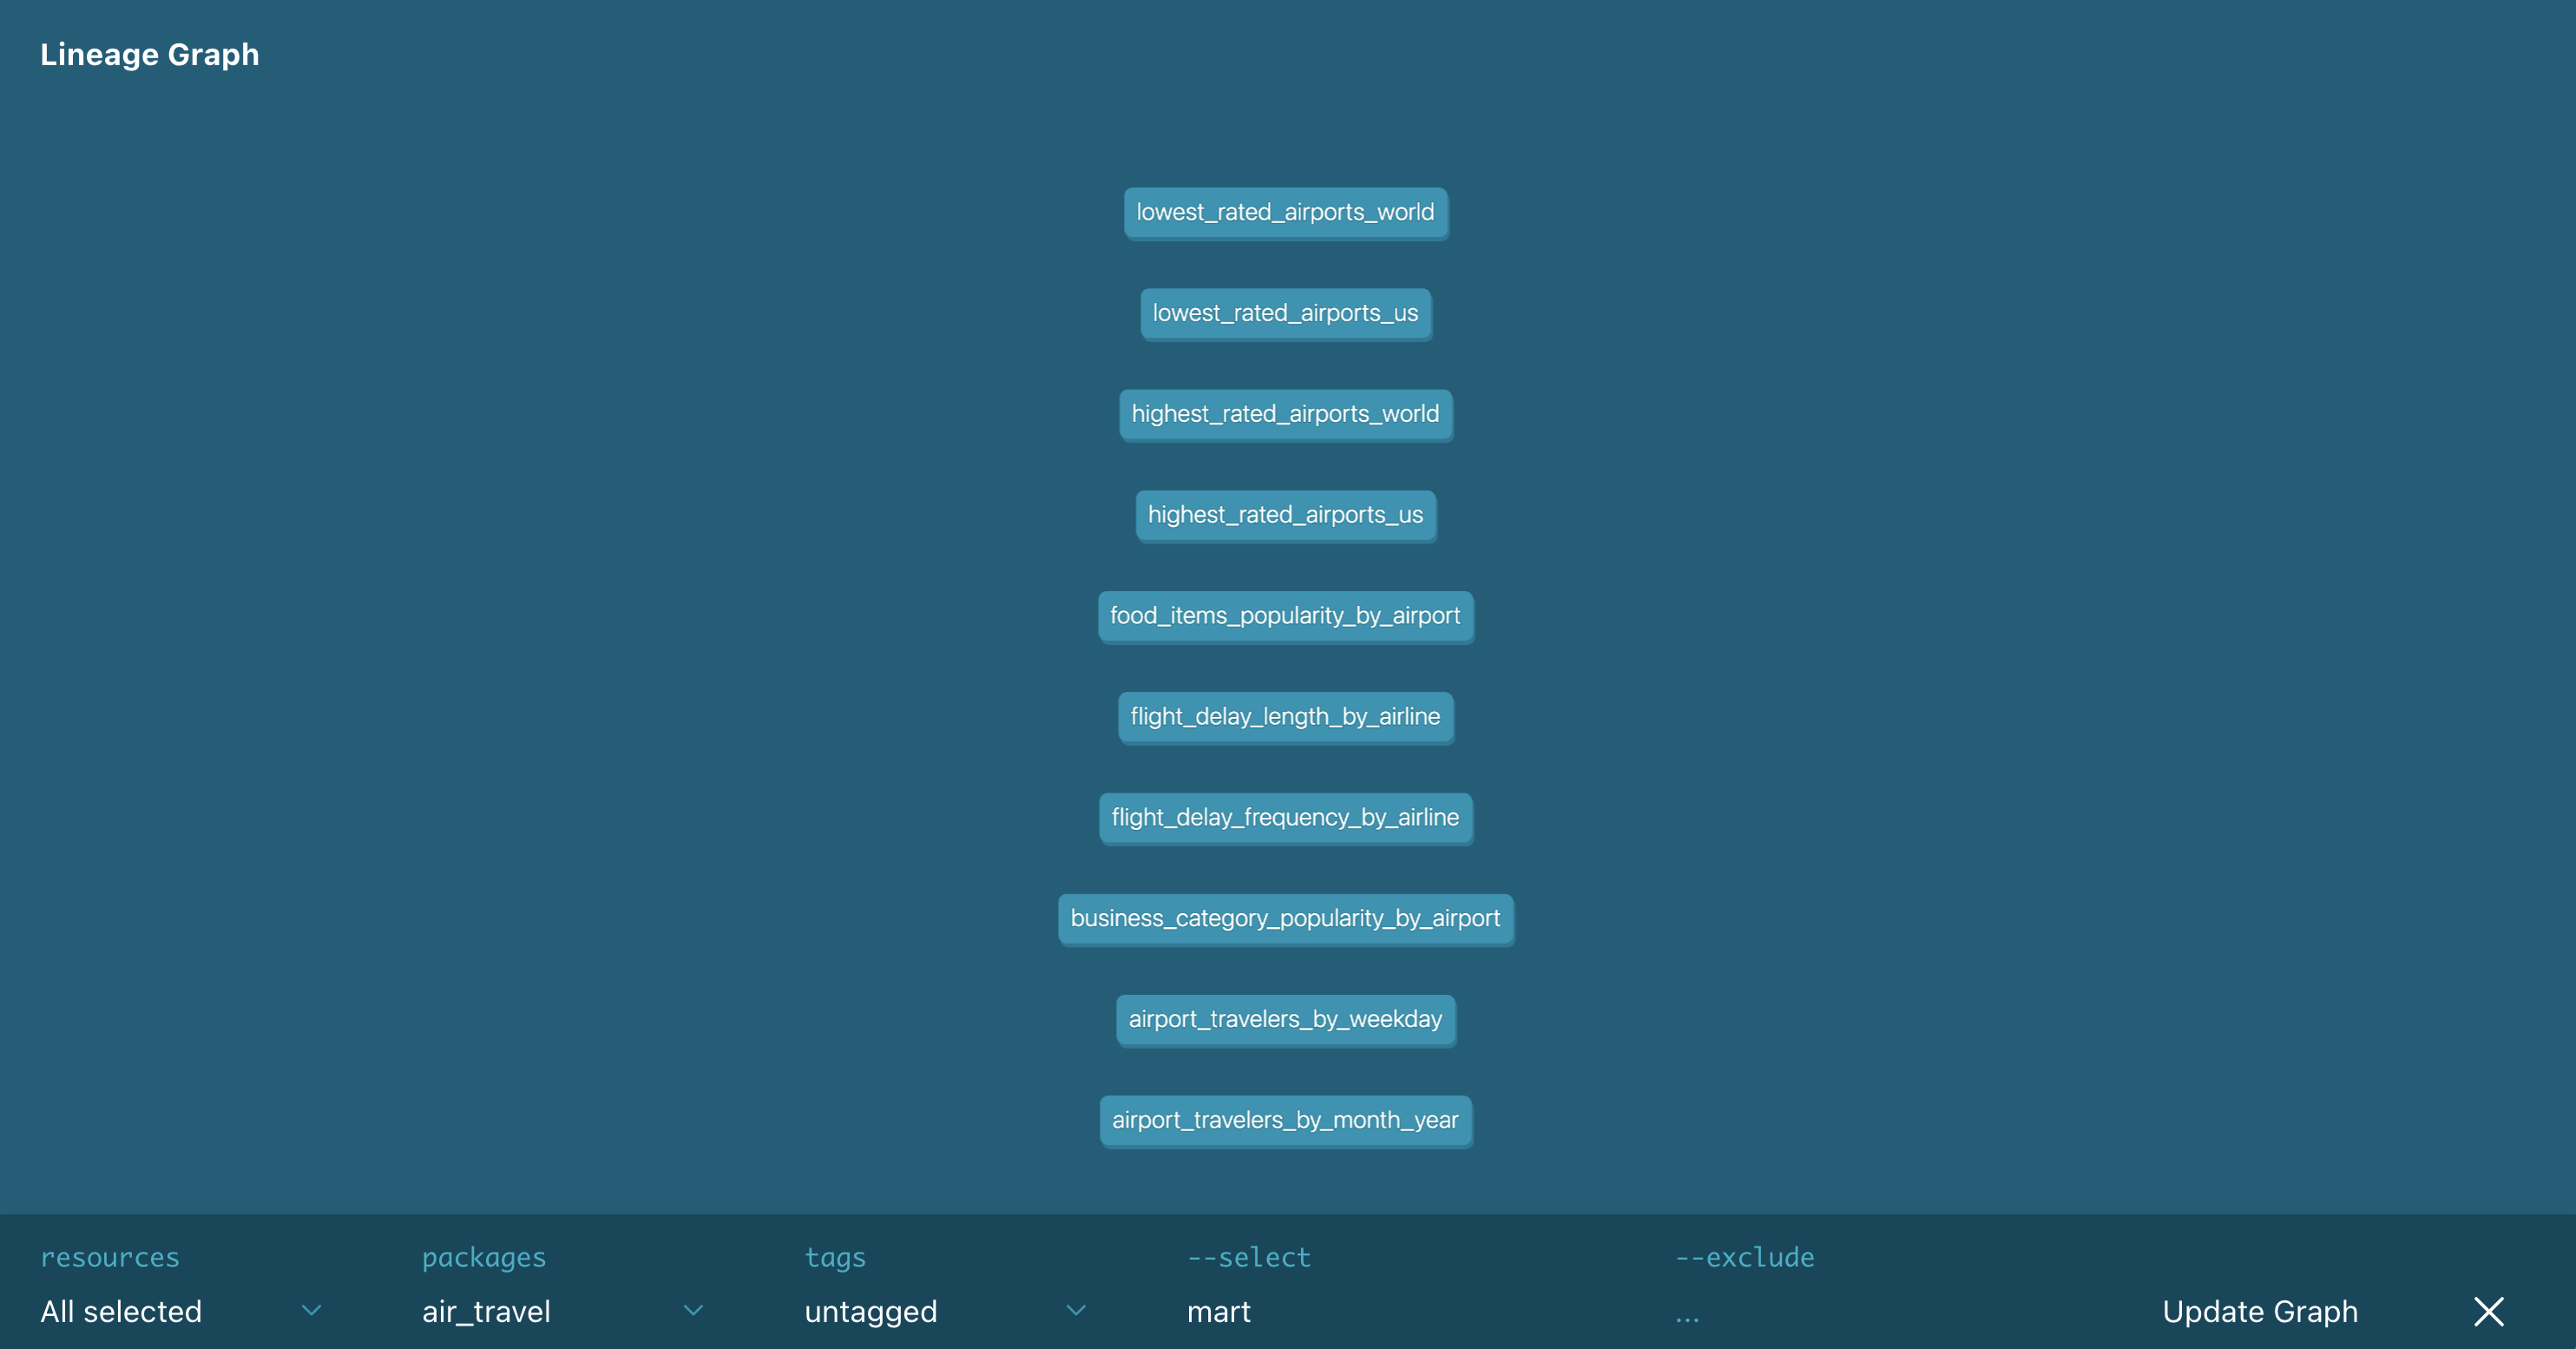 Lineage Graph
lowest_rated_airports_world
lowest_rated_airports_us
highest_rated_airports_world
highest_rated_airports_us
food_items_popularity_by_airport
flight_delay_length_by_airline
flight_delay_frequency_by_airline
business_category_popularity_by_airport
airport_travelers_by_weekday
airport_travelers_by_month_year
resources packages tags --select --exclude
All selected air_travel untagged mart ... Update Graph